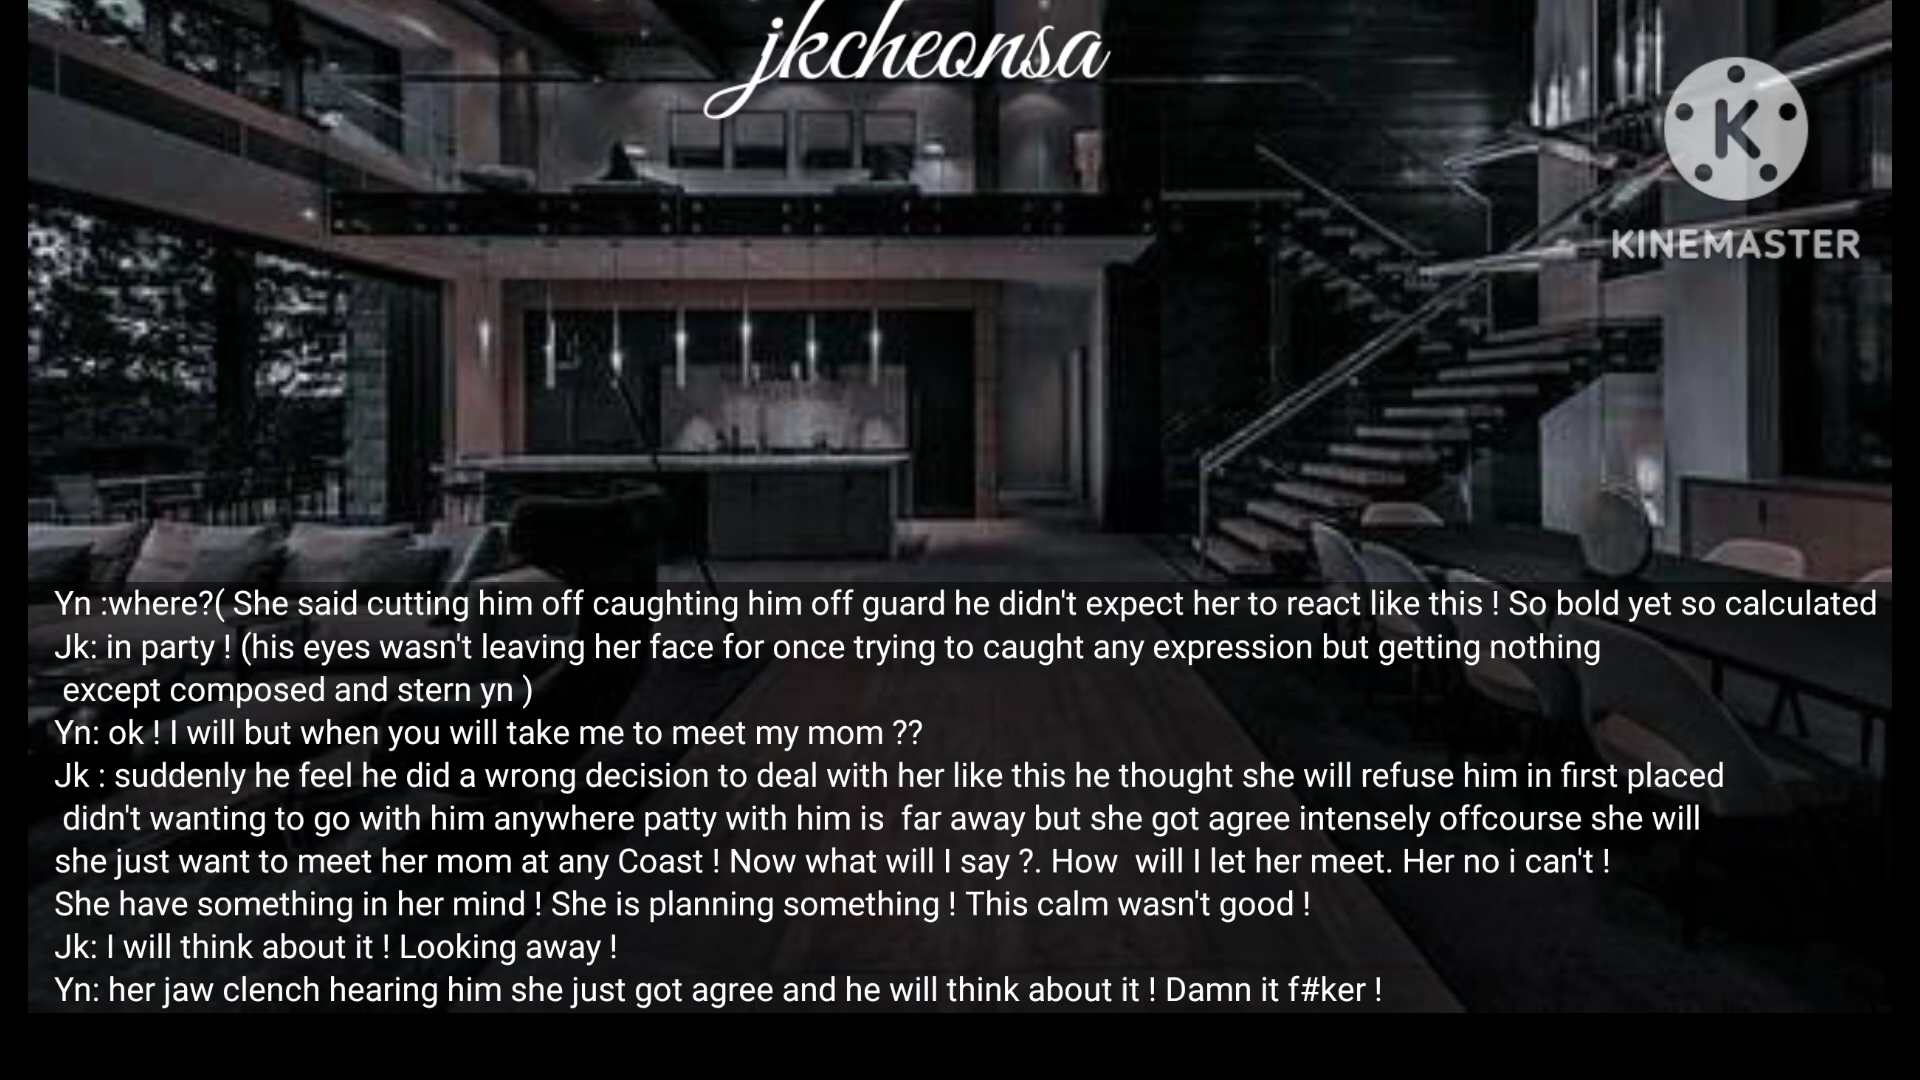 jkcheonsa
K
KINEMASTER
Yn :where?( She said cutting him off caughting him off guard he didn't expect her to react like this ! So bold yet so calculated
Jk: in party ! (his eyes wasn't leaving her face for once trying to caught any expression but getting nothing
except composed and stern yn )
Yn: ok ! I will but when you will take me to meet my mom ??
Jk : suddenly he feel he did a wrong decision to deal with her like this he thought she will refuse him in first placed
didn't wanting to go with him anywhere patty with him is  far away but she got agree intensely offcourse she will
she just want to meet her mom at any Coast ! Now what will I say ?. How  will I let her meet. Her no i can't !
She have something in her mind ! She is planning something ! This calm wasn't good !
Jk: I will think about it ! Looking away !
Yn: her jaw clench hearing him she just got agree and he will think about it ! Damn it f#ker !